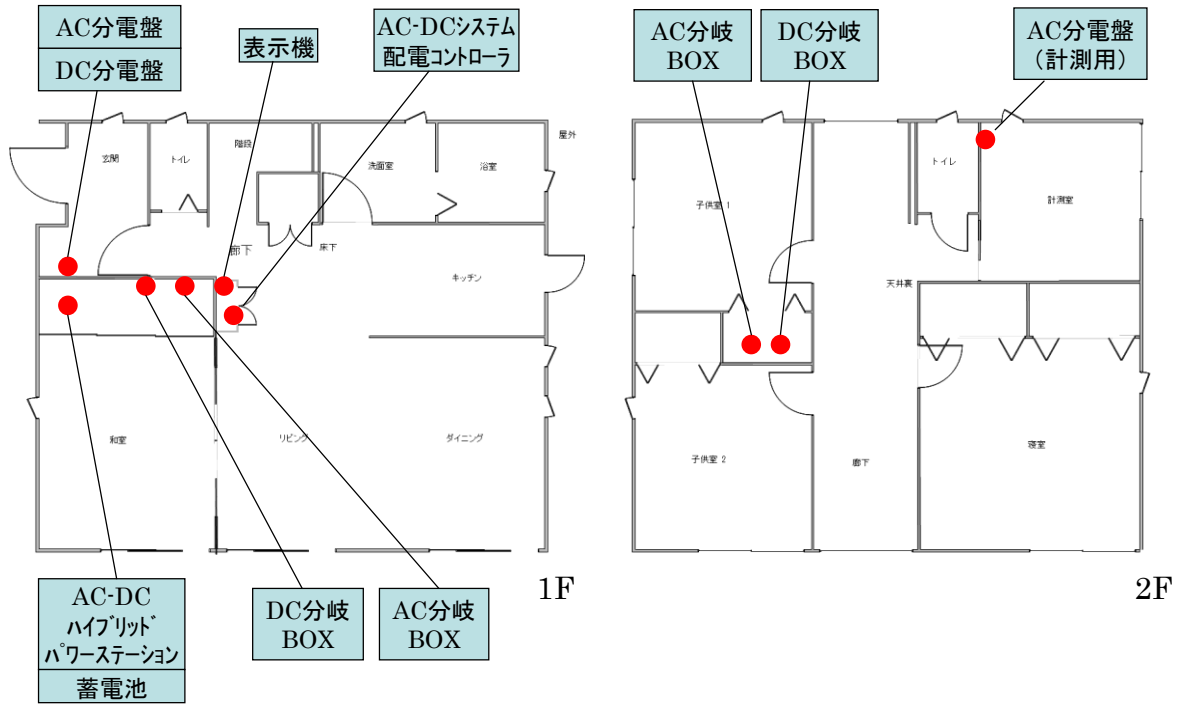 AC分電盤
DC分電盤
表示機
AC-DCシステム
配電コントローラ
AC分岐
BOX
DC分岐
BOX
AC分電盤
(計測用)
玄関
トイレ
階段
洗面室
浴室
屋外
廊下
床下
キッチン
和室
リビング
ダイニング
子供室 1
トイレ
計測室
天井裏
子供室 2
廊下
寝室
AC-DC
ハイブリッド
パワーステーション
蓄電池
DC分岐
BOX
AC分岐
BOX
1F
2F